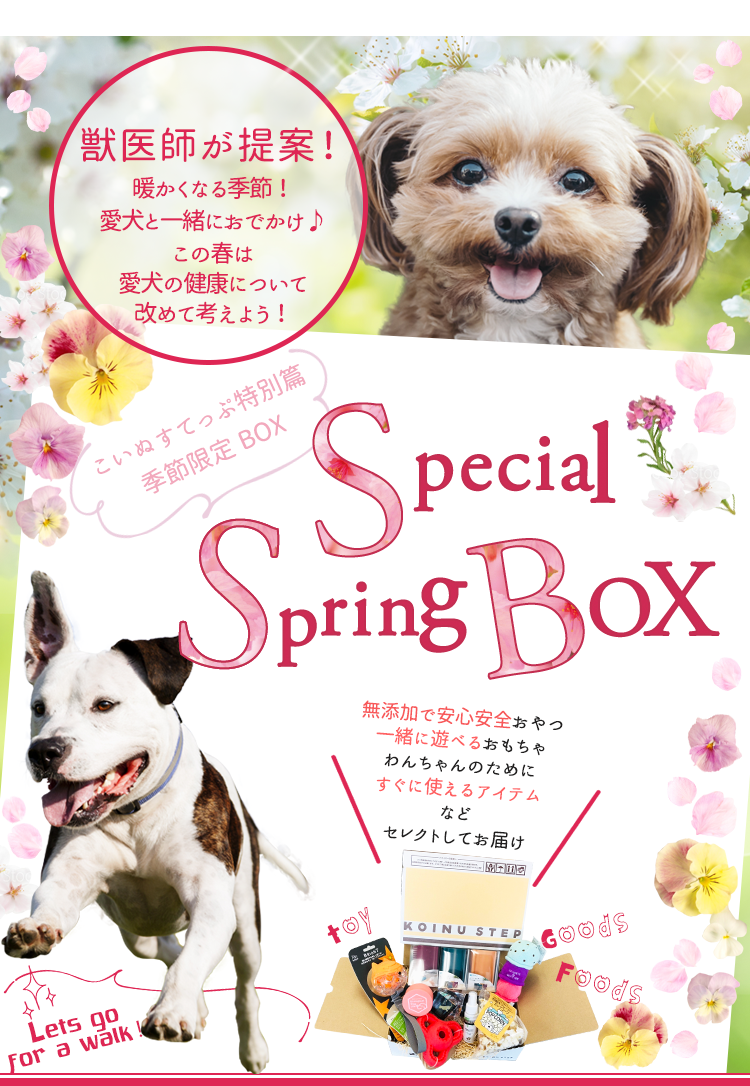 獣医師が提案！
暖かくなる季節！
愛犬と一緒におでかけ♪
この春は
愛犬の健康について
改めて考えよう！
こいぬすてっぷ特別篇
季節限定 BOX
Special
Spring BOX
無添加で安心安全おやつ
一緒に遊べるおもちゃ
わんちゃんのために
すぐに使えるアイテム
など
セレクトしてお届け
KOINU STEP
toy
Goods
Foods
Lets go
for a walk!